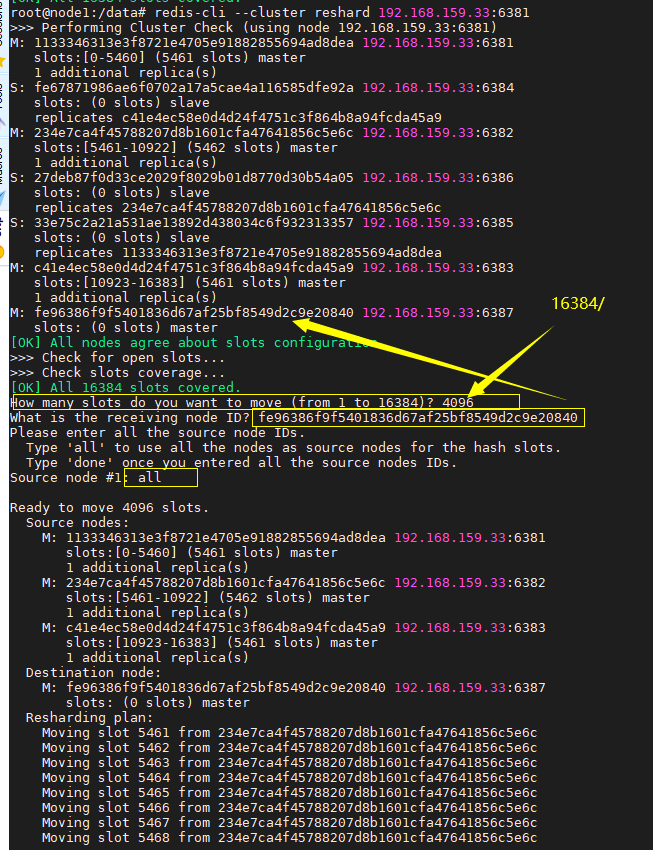 [OK] All 16384 slots covered.
root@node1:/data# redis-cli --cluster reshard 192.168.159.33:6381
>>> Performing Cluster Check (using node 192.168.159.33:6381)
M: 1133346313e3f8721e4705e91882855694ad8dea 192.168.159.33:6381
slots:[0-5460] (5461 slots) master
1 additional replica(s)
S: fe67871986ae6f0702a17a5cae4a116585dfe92a 192.168.159.33:6384
slots: (0 slots) slave
replicates c41e4ec58e0d4d24f4751c3f864b8a94fcda45a9
M: 234e7ca4f45788207d8b1601cfa47641856c5e6c 192.168.159.33:6382
slots:[5461-10922] (5462 slots) master
1 additional replica(s)
S: 27deb87f0d33ce2029f8029b01d8770d30b54a05 192.168.159.33:6386
slots: (0 slots) slave
replicates 234e7ca4f45788207d8b1601cfa47641856c5e6c
S: 33e75c2a21a531ae13892d438034c6f932313357 192.168.159.33:6385
slots: (0 slots) slave
replicates 1133346313e3f8721e4705e91882855694ad8dea
M: c41e4ec58e0d4d24f4751c3f864b8a94fcda45a9 192.168.159.33:6383
slots:[10923-16383] (5461 slots) master
1 additional replica(s)
M: fe96386f9f5401836d67af25bf8549d2c9e20840 192.168.159.33:6387
16384/
slots: (0 slots) master
[OK] All nodes agree about slots configuration.
>>> Check for open slots...
>>> Check slots coverage...
[OK] All 16384 slots covered.
How many slots do you want to move (from 1 to 16384)? 4096
What is the receiving node ID? fe96386f9f5401836d67af25bf8549d2c9e20840
Please enter all the source node IDs.
Type 'all' to use all the nodes as source nodes for the hash slots.
Type 'done' once you entered all the source nodes IDs.
Source node #1: all
Ready to move 4096 slots.
Source nodes:
M: 1133346313e3f8721e4705e91882855694ad8dea 192.168.159.33:6381
slots:[0-5460] (5461 slots) master
1 additional replica(s)
M: 234e7ca4f45788207d8b1601cfa47641856c5e6c 192.168.159.33:6382
slots:[5461-10922] (5462 slots) master
1 additional replica(s)
M: c41e4ec58e0d4d24f4751c3f864b8a94fcda45a9 192.168.159.33:6383
slots:[10923-16383] (5461 slots) master
1 additional replica(s)
Destination node:
M: fe96386f9f5401836d67af25bf8549d2c9e20840 192.168.159.33:6387
slots: (0 slots) master
Resharding plan:
Moving slot 5461 from 234e7ca4f45788207d8b1601cfa47641856c5e6c
Moving slot 5462 from 234e7ca4f45788207d8b1601cfa47641856c5e6c
Moving slot 5463 from 234e7ca4f45788207d8b1601cfa47641856c5e6c
Moving slot 5464 from 234e7ca4f45788207d8b1601cfa47641856c5e6c
Moving slot 5465 from 234e7ca4f45788207d8b1601cfa47641856c5e6c
Moving slot 5466 from 234e7ca4f45788207d8b1601cfa47641856c5e6c
Moving slot 5467 from 234e7ca4f45788207d8b1601cfa47641856c5e6c
Moving slot 5468 from 234e7ca4f45788207d8b1601cfa47641856c5e6c